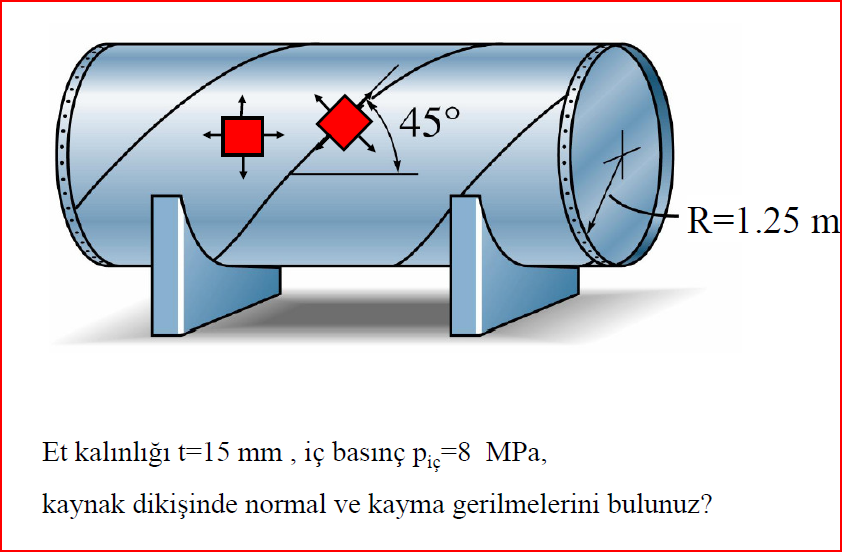 45°
R=1.25 m
Et kalınlığı t=15 mm , iç basınç piç=8 MPa,
kaynak dikişinde normal ve kayma gerilmelerini bulunuz?